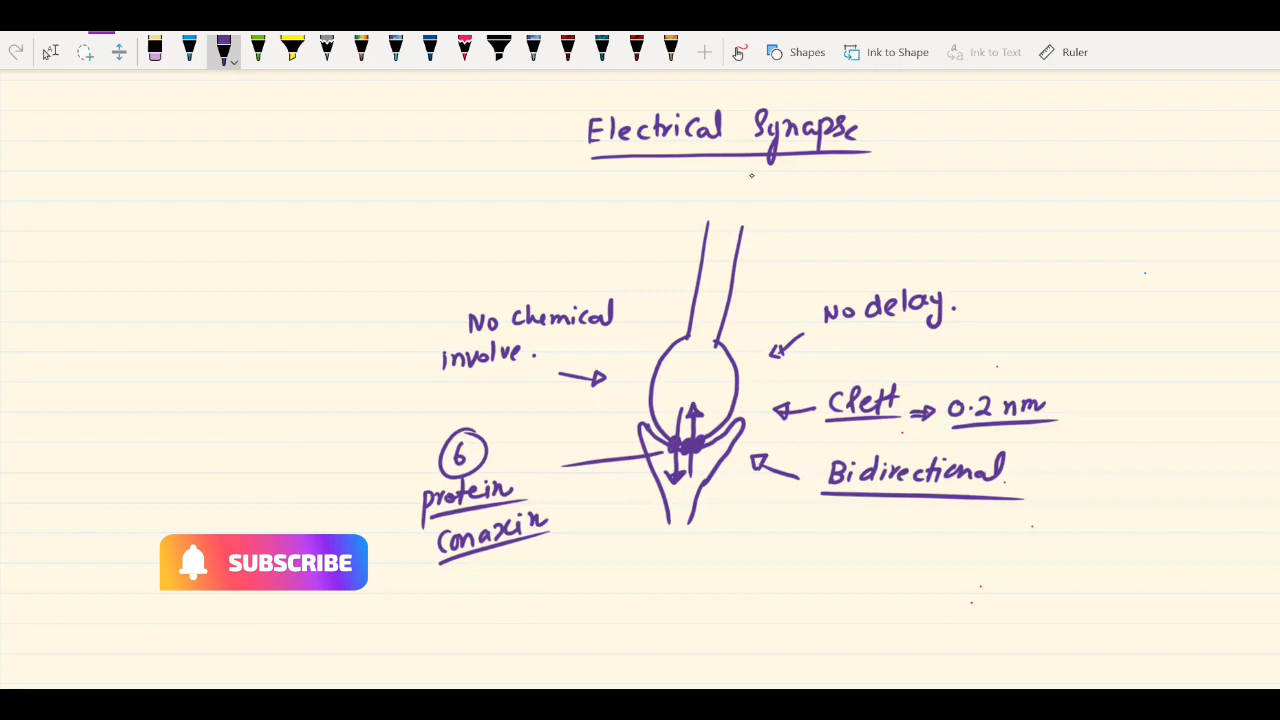 Shapes
Ink to Shape
Ink to Text
Ruler
Electrical Synapse
No chemical
involve.
No delay.
Cleft ⇒ 0.2 nm
Bidirectional
6
protein
Conaxin
SUBSCRIBE